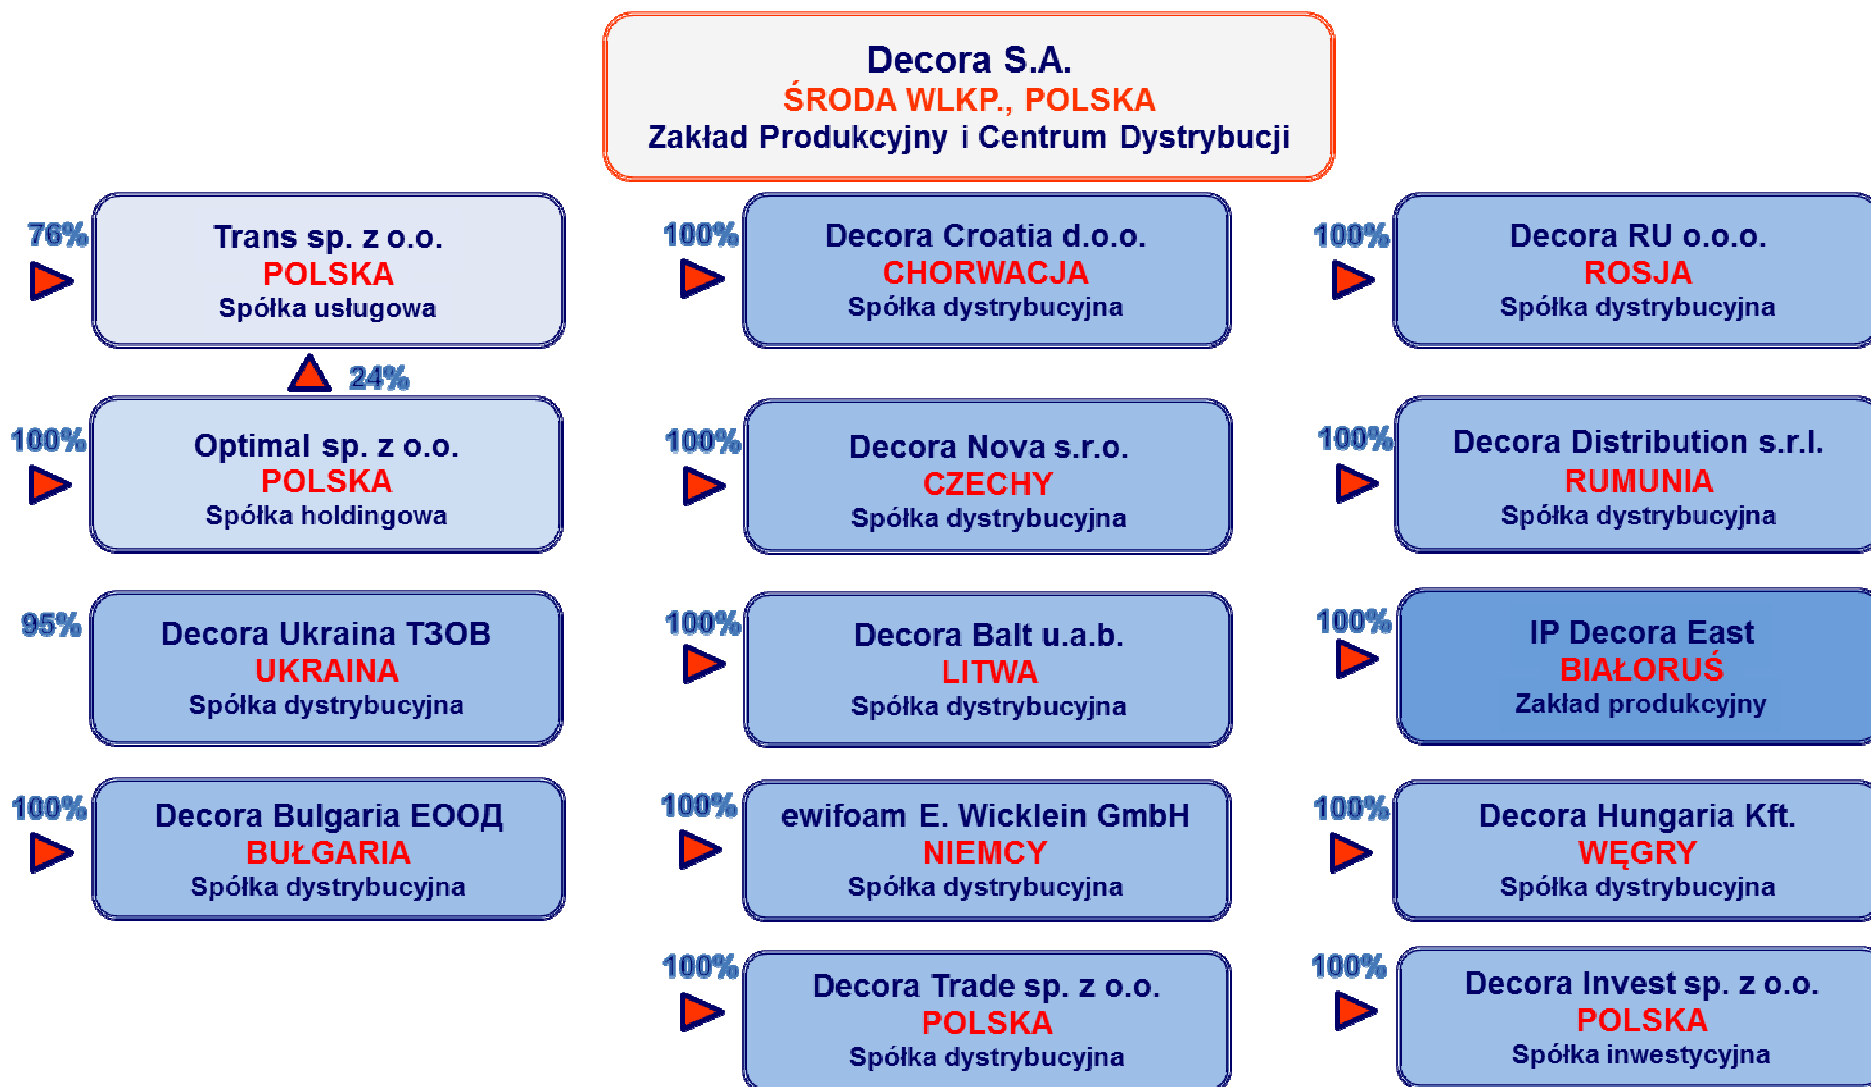 Decora S.A.
ŚRODA WLKP., POLSKA
Zakład Produkcyjny i Centrum Dystrybucji
76%
Trans sp. z o.o.
POLSKA
Spółka usługowa
100%
Decora Croatia d.o.o.
CHORWACJA
Spółka dystrybucyjna
100%
Decora RU o.o.o.
ROSJA
Spółka dystrybucyjna
24%
100%
Optimal sp. z o.o.
POLSKA
Spółka holdingowa
100%
Decora Nova s.r.o.
CZECHY
Spółka dystrybucyjna
100%
Decora Distribution s.r.l.
RUMUNIA
Spółka dystrybucyjna
95%
Decora Ukraina ТЗОВ
UKRAINA
Spółka dystrybucyjna
100%
Decora Balt u.a.b.
LITWA
Spółka dystrybucyjna
100%
IP Decora East
BIAŁORUŚ
Zakład produkcyjny
100%
Decora Bulgaria ЕООД
BUŁGARIA
Spółka dystrybucyjna
100%
ewifoam E. Wicklein GmbH
NIEMCY
Spółka dystrybucyjna
100%
Decora Hungaria Kft.
WĘGRY
Spółka dystrybucyjna
100%
Decora Trade sp. z o.o.
POLSKA
Spółka dystrybucyjna
100%
Decora Invest sp. z o.o.
POLSKA
Spółka inwestycyjna